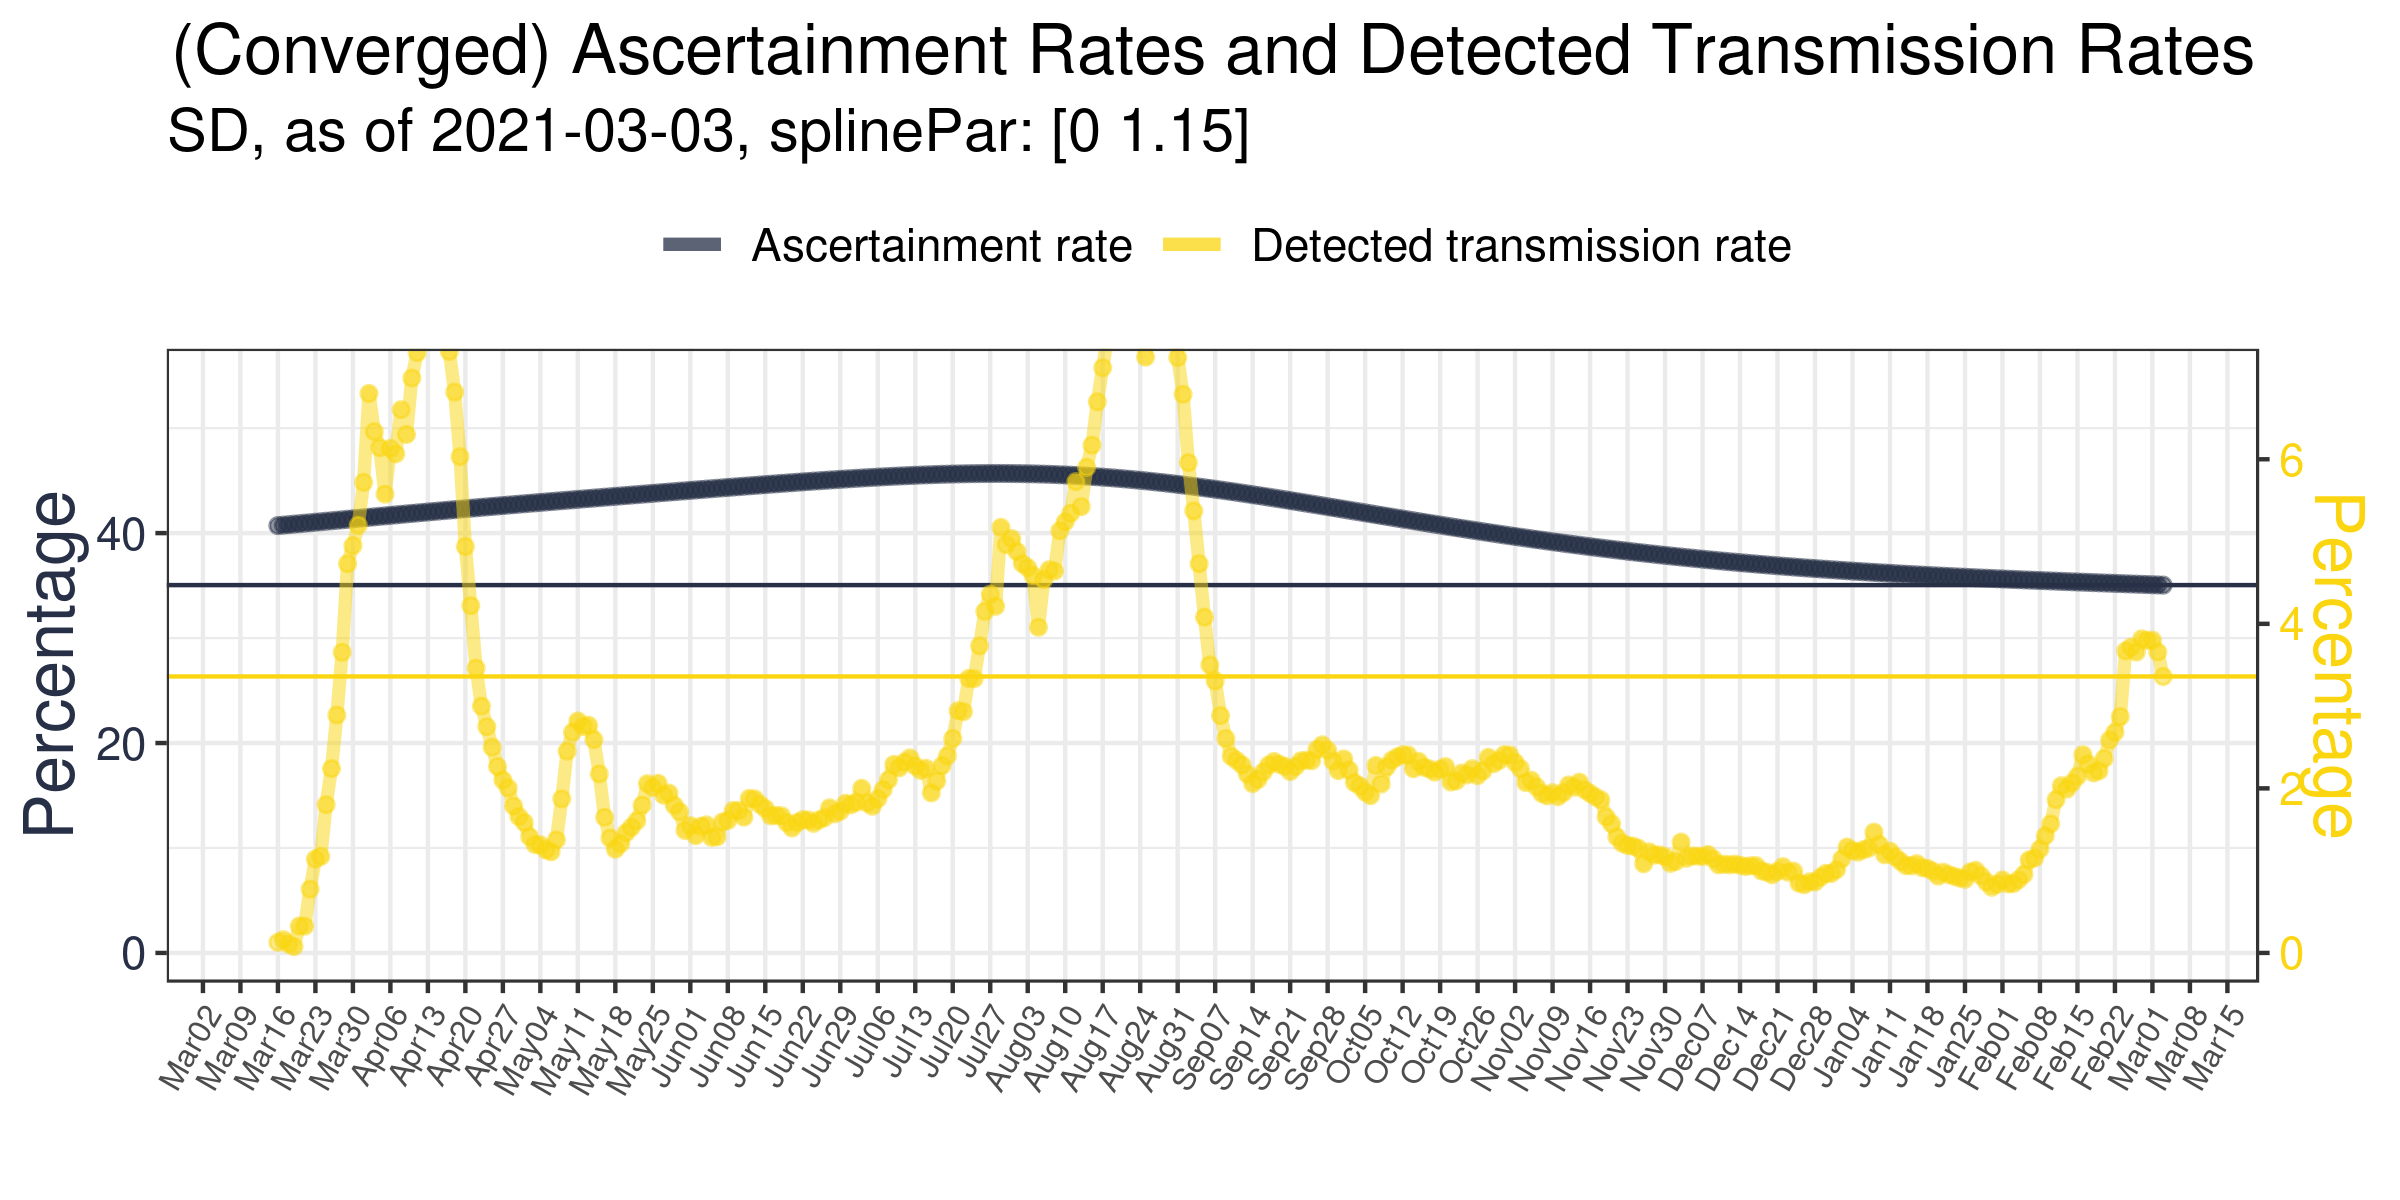 (Converged) Ascertainment Rates and Detected Transmission Rates
SD, as of 2021-03-03, splinePar: [0 1.15]
Ascertainment rate
Detected transmission rate
Percentage
40
20
0
6
4
2
0
Percentage
Mar02
Mar09
Mar16
Mar23
Mar30
Apr06
Apr13
Apr20
Apr27
May04
May11
May18
May25
Jun01
Jun08
Jun15
Jun22
Jun29
Jul06
Jul13
Jul20
Jul27
Aug03
Aug10
Aug17
Aug24
Aug31
Sep07
Sep14
Sep21
Sep28
Oct05
Oct12
Oct19
Oct26
Nov02
Nov09
Nov16
Nov23
Nov30
Dec07
Dec14
Dec21
Dec28
Jan04
Jan11
Jan18
Jan25
Feb01
Feb08
Feb15
Feb22
Mar01
Mar08
Mar15